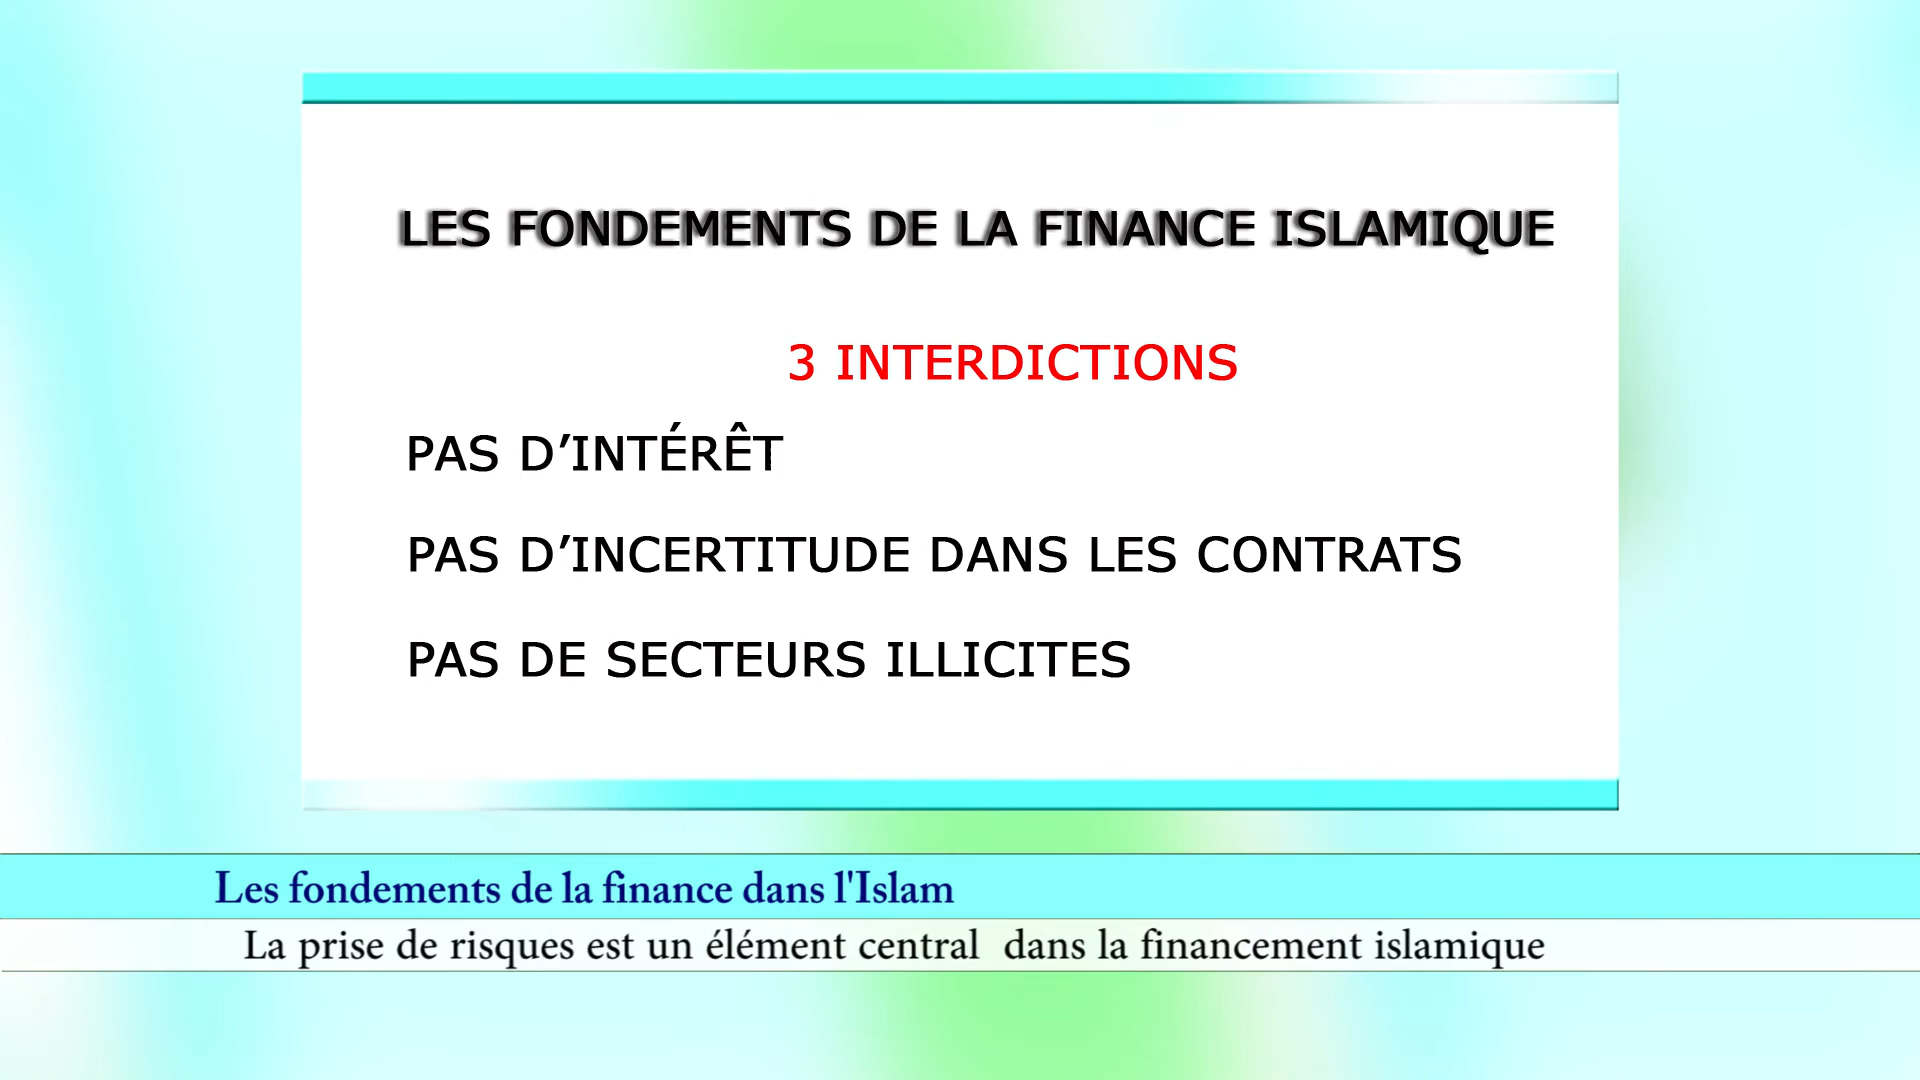 LES FONDEMENTS DE LA FINANCE ISLAMIQUE
3 INTERDICTIONS
PAS D’INTÉRÊT
PAS D’INCERTITUDE DANS LES CONTRATS
PAS DE SECTEURS ILLICITES
Les fondements de la finance dans l'Islam
La prise de risques est un élément central  dans la financement islamique